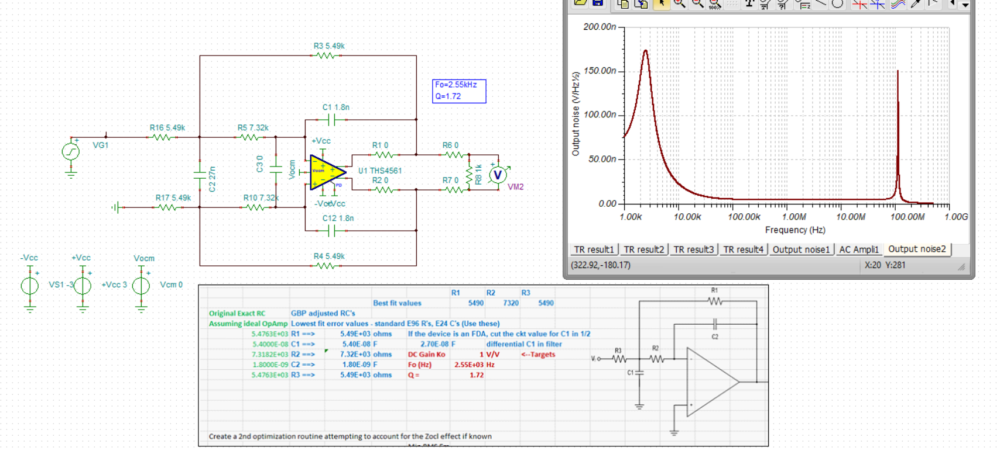 R3 5.49k
Fo=2.55kHz
Q=1.72
C1 1.8n
R16 5.49k
R5 7.32k
VG1
+Vcc
R1 0
R6 0
C3 0
Vocm
Vocm
U1 THS4561
C2 27n
R8 1k
V
VM2
R2 0
R7 0
PD
R17 5.49k
R10 7.32k
-Vcc
+Vcc
C12 1.8n
R4 5.49k
-Vcc
+Vcc
Vocm
VS1 -3
+Vcc 3
Vcm 0
100%
T
200.00n
150.00n
100.00n
50.00n
0.00
Output noise (V/Hz½)
1.00k
10.00k
100.00k
1.00M
10.00M
100.00M
1.00G
Frequency (Hz)
TR result1 TR result2 TR result3 TR result4 Output noise1 AC Ampli1 Output noise2
(322.92,-180.17)
X:20 Y:281
R1 R2 R3
Best fit values 5490 7320 5490
Original Exact RC GBP adjusted RC's
Assuming ideal OpAmp Lowest fit error values - standard E96 R's, E24 C's (Use these)
5.4763E+03 R1 ==> 5.49E+03 ohms If the device is an FDA, cut the ckt value for C1 in 1/2
5.4000E-08 C1 ==> 5.40E-08 F 2.70E-08 F differential C1 in filter
7.3182E+03 R2 ==> 7.32E+03 ohms DC Gain Ko 1 V/V <--Targets
1.8000E-09 C2 ==> 1.80E-09 F Fo (Hz) 2.55E+03 Hz
5.4763E+03 R3 ==> 5.49E+03 ohms Q = 1.72
R1
C2
R3
R2
C1
Create a 2nd optimization routine attempting to account for the Zocl effect if known